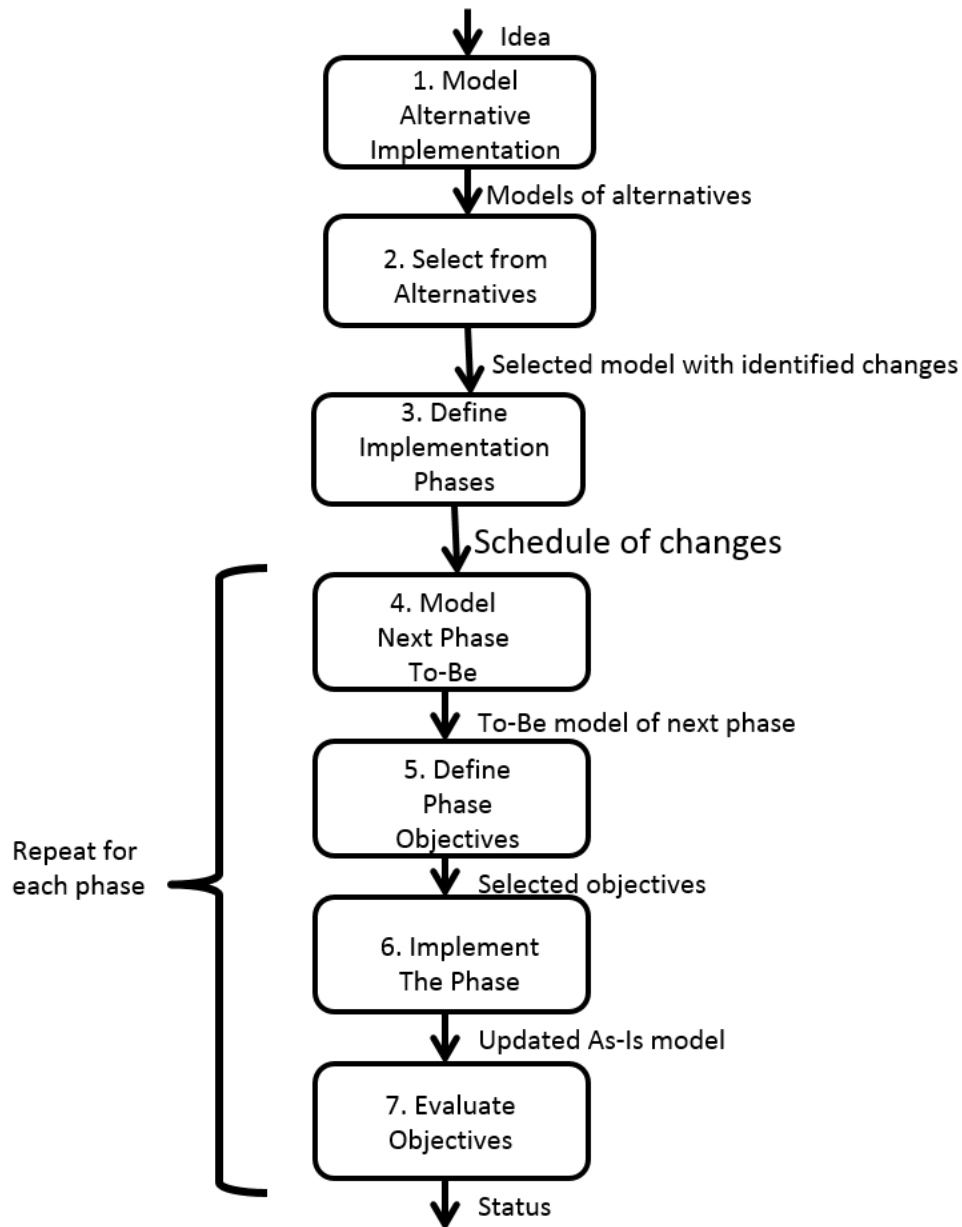 Idea
1. Model
Alternative
Implementation
Models of alternatives
2. Select from
Alternatives
Selected model with identified changes
3. Define
Implementation
Phases
Schedule of changes
4. Model
Next Phase
To-Be
To-Be model of next phase
5. Define
Phase
Objectives
Repeat for
each phase
Selected objectives
6. Implement
The Phase
Updated As-Is model
7. Evaluate
Objectives
Status